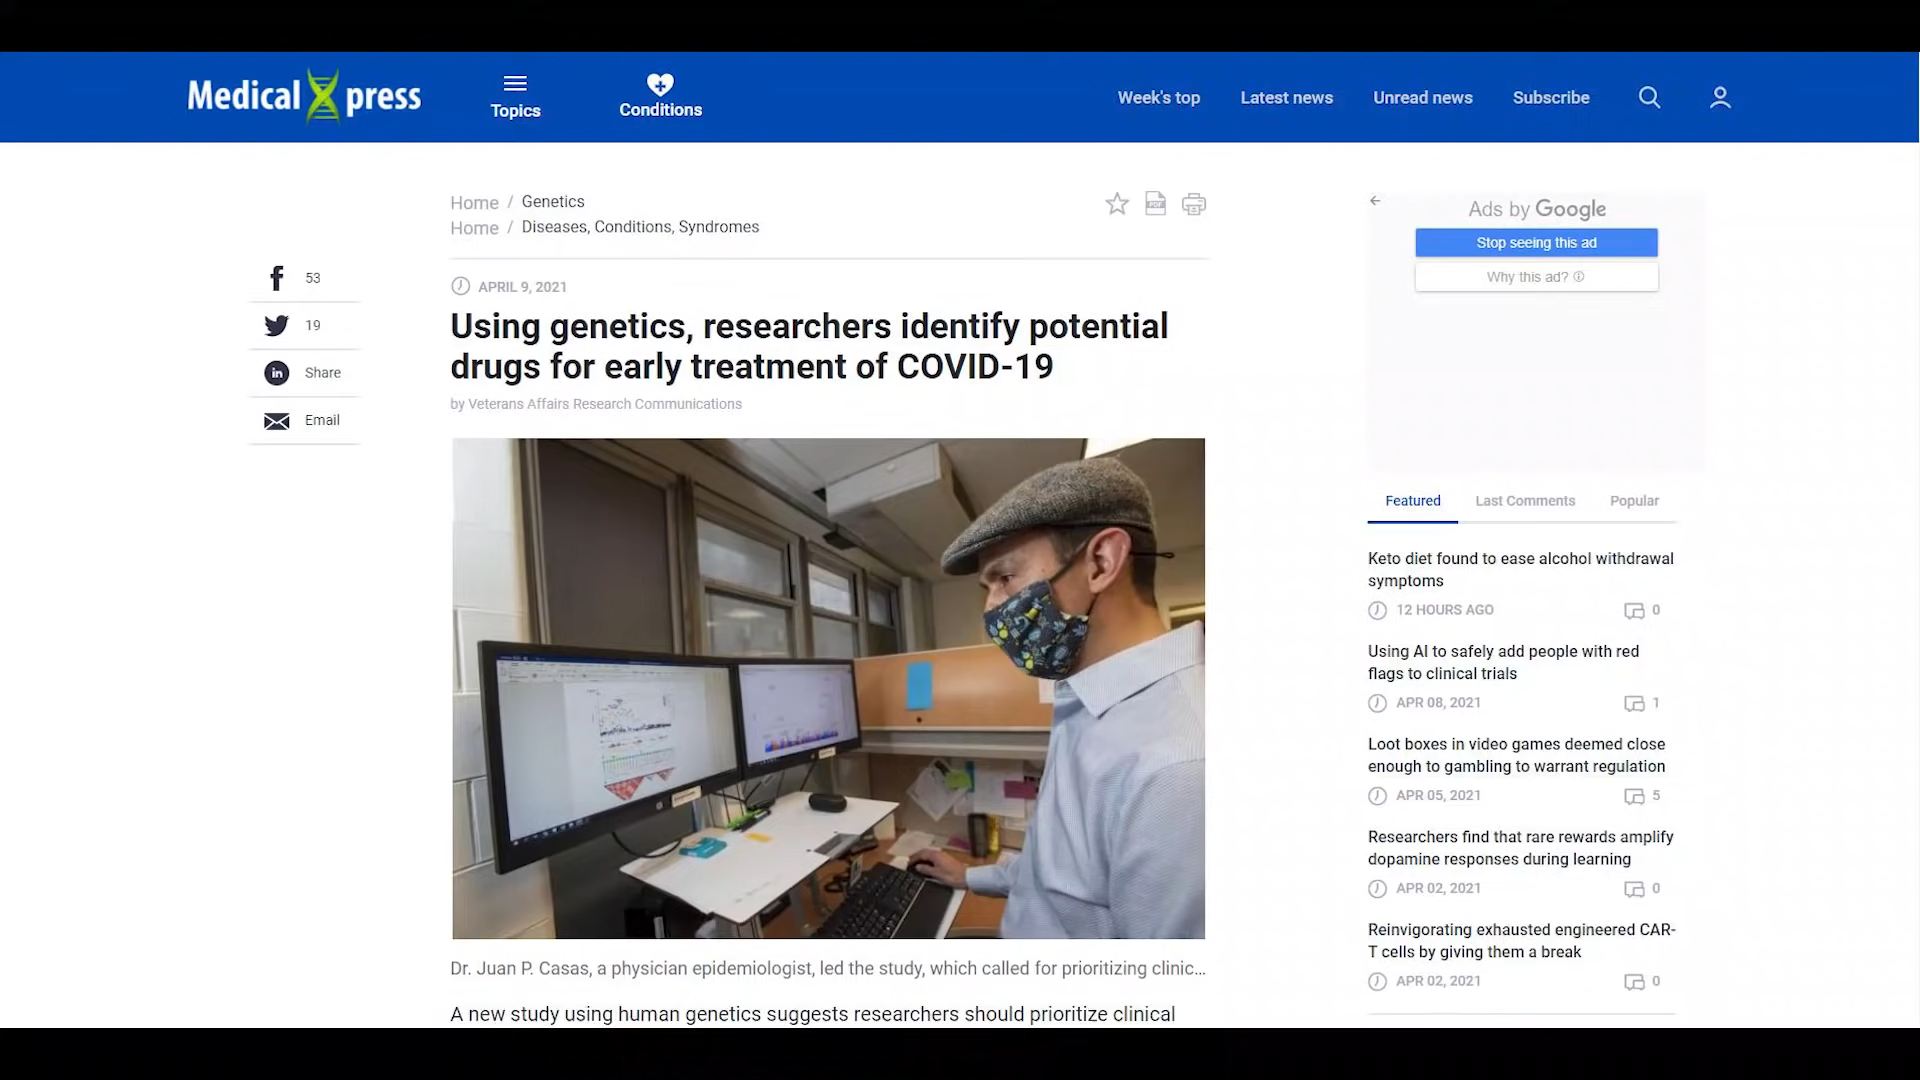 Medical Xpress
Topics
Conditions
Week's top
Latest news
Unread news
Subscribe
Home / Genetics
Home / Diseases, Conditions, Syndromes
53
19
Share
Email
APRIL 9, 2021
Using genetics, researchers identify potential
drugs for early treatment of COVID-19
by Veterans Affairs Research Communications
Dr. Juan P. Casas, a physician epidemiologist, led the study, which called for prioritizing clinic...
A new study using human genetics suggests researchers should prioritize clinical
Ads by Google
Stop seeing this ad
Why this ad?
Featured
Last Comments
Popular
Keto diet found to ease alcohol withdrawal
symptoms
12 HOURS AGO
0
Using AI to safely add people with red
flags to clinical trials
APR 08, 2021
1
Loot boxes in video games deemed close
enough to gambling to warrant regulation
APR 05, 2021
5
Researchers find that rare rewards amplify
dopamine responses during learning
APR 02, 2021
0
Reinvigorating exhausted engineered CAR-
T cells by giving them a break
APR 02, 2021
0